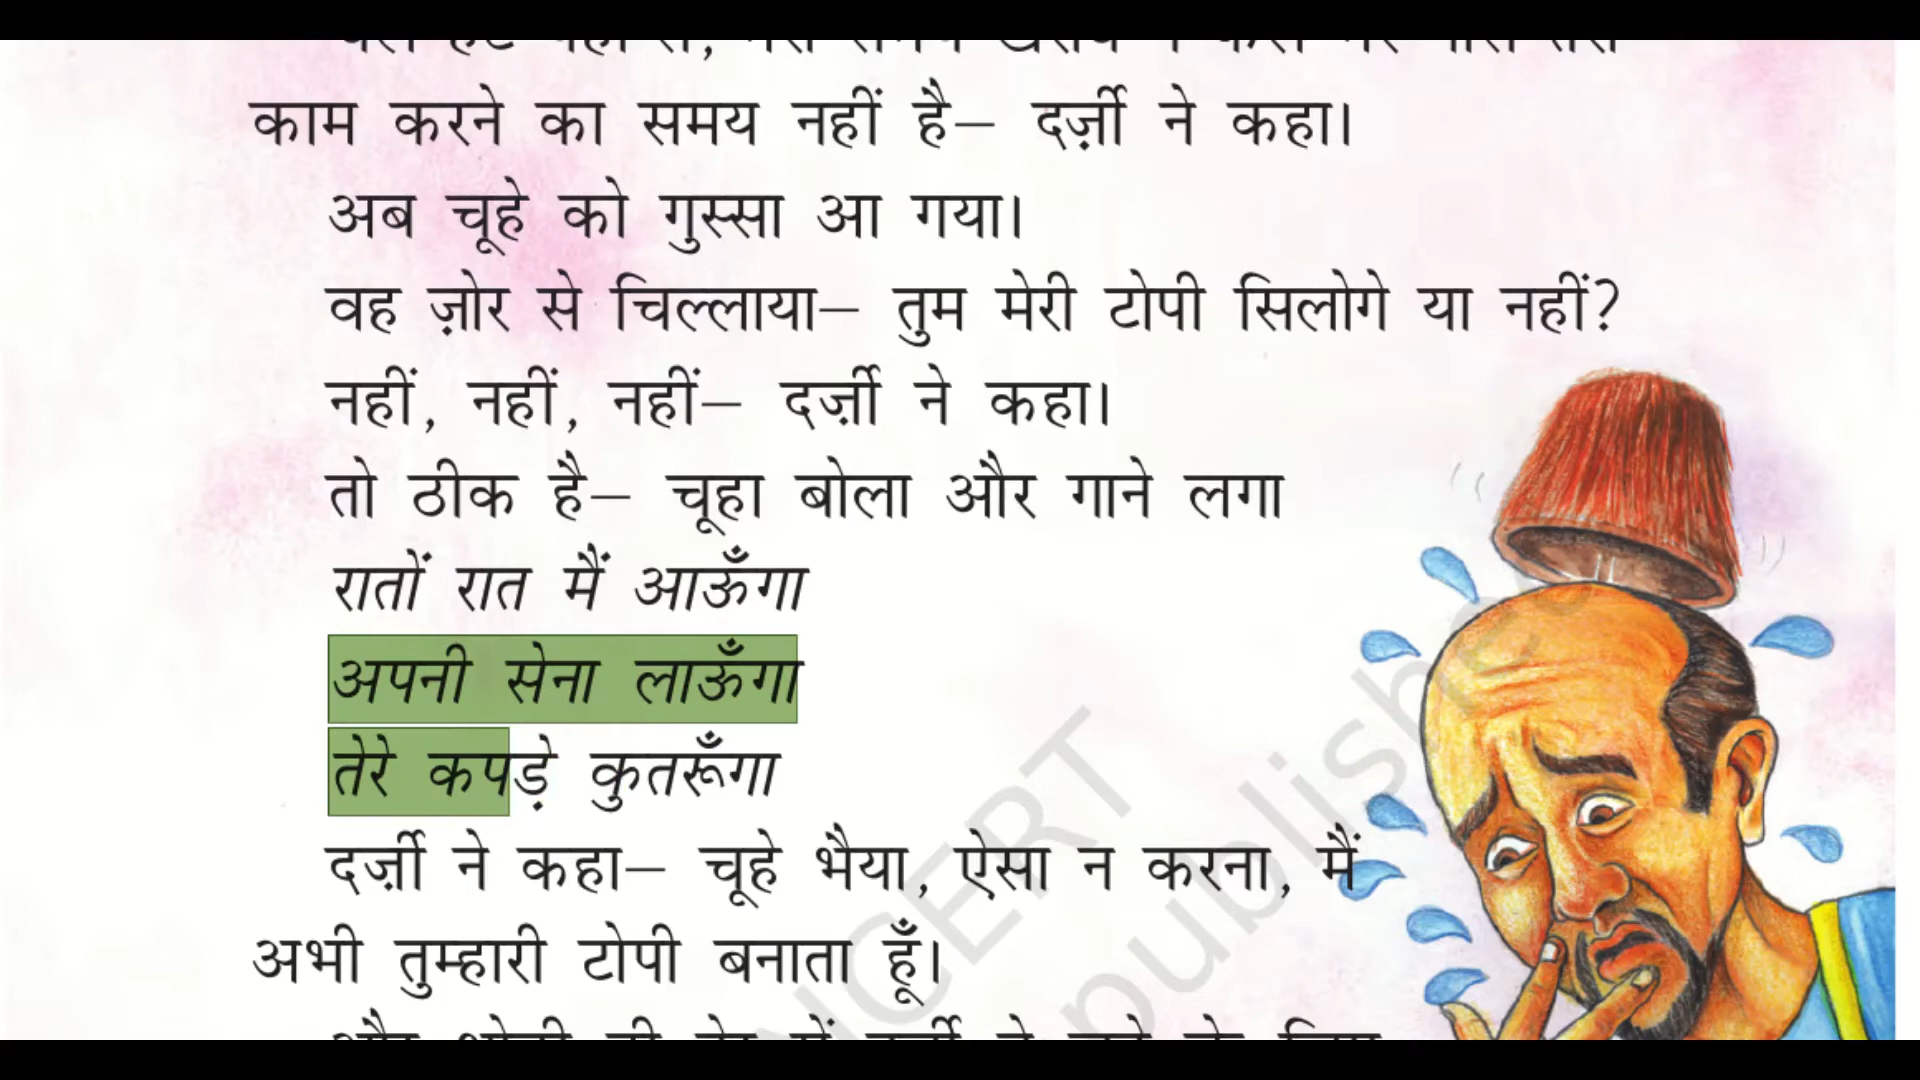 काम करने का समय नहीं है– दर्ज़ी ने कहा।
अब चूहे को गुस्सा आ गया।
वह ज़ोर से चिल्लाया– तुम मेरी टोपी सिलोगे या नहीं?
नहीं, नहीं, नहीं– दर्ज़ी ने कहा।
तो ठीक है– चूहा बोला और गाने लगा
रातों रात मैं आऊँगा
अपनी सेना लाऊँगा
तेरे कपड़े कुतरूँगा
दर्ज़ी ने कहा– चूहे भैया, ऐसा न करना, मैं
अभी तुम्हारी टोपी बनाता हूँ।
NCERT